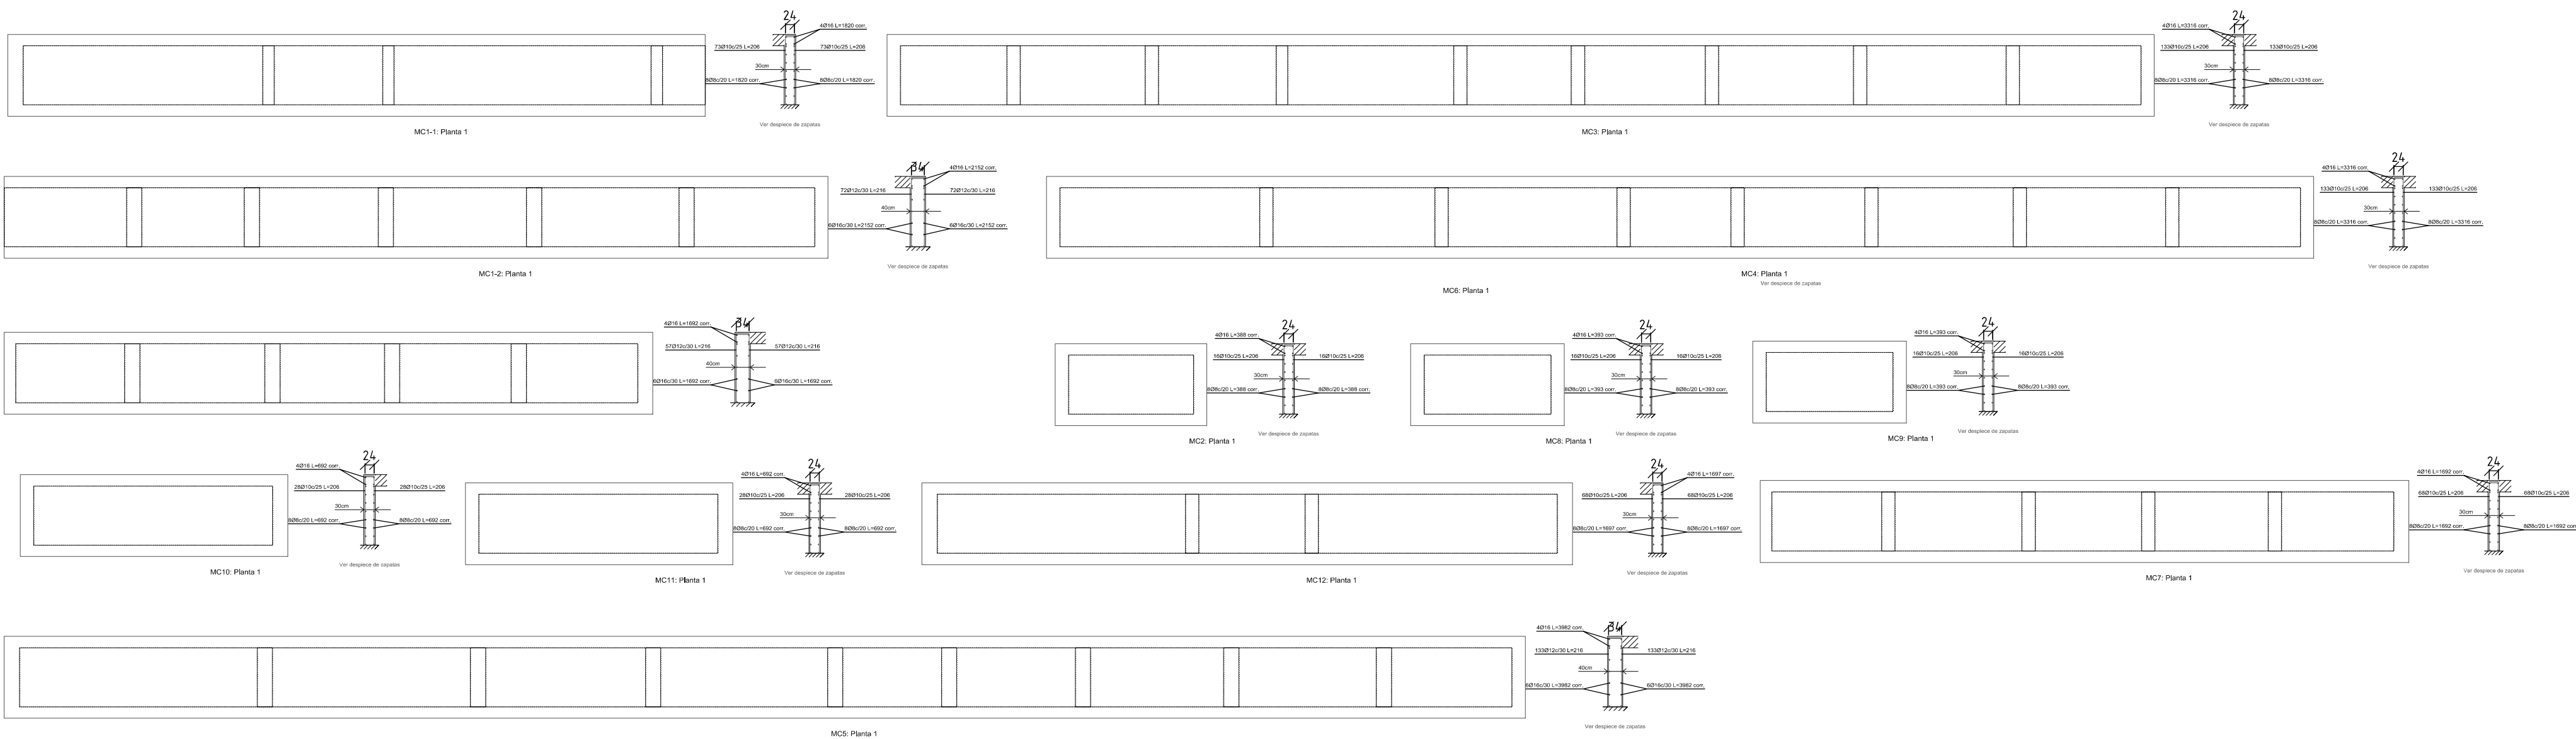 24
4Ø16 L=1820 corr.
73Ø10c/25 L=206
73Ø10c/25 L=206
30cm
8Ø8c/20 L=1820 corr.
8Ø8c/20 L=1820 corr.
Ver despiece de zapatas
MC1-1: Planta 1
24
4Ø16 L=3316 corr.
133Ø10c/25 L=206
133Ø10c/25 L=206
30cm
8Ø8c/20 L=3316 corr.
8Ø8c/20 L=3316 corr.
Ver despiece de zapatas
MC3: Planta 1
34
4Ø16 L=2152 corr.
72Ø12c/30 L=216
72Ø12c/30 L=216
40cm
6Ø16c/30 L=2152 corr.
6Ø16c/30 L=2152 corr.
Ver despiece de zapatas
MC1-2: Planta 1
24
4Ø16 L=3316 corr.
133Ø10c/25 L=206
133Ø10c/25 L=206
30cm
8Ø8c/20 L=3316 corr.
8Ø8c/20 L=3316 corr.
Ver despiece de zapatas
MC4: Planta 1
Ver despiece de zapatas
MC6: Planta 1
34
4Ø16 L=1692 corr.
57Ø12c/30 L=216
57Ø12c/30 L=216
40cm
6Ø16c/30 L=1692 corr.
6Ø16c/30 L=1692 corr.
24
4Ø16 L=388 corr.
16Ø10c/25 L=206
16Ø10c/25 L=206
30cm
8Ø8c/20 L=388 corr.
8Ø8c/20 L=388 corr.
Ver despiece de zapatas
MC2: Planta 1
24
4Ø16 L=393 corr.
16Ø10c/25 L=206
16Ø10c/25 L=206
30cm
8Ø8c/20 L=393 corr.
8Ø8c/20 L=393 corr.
Ver despiece de zapatas
MC8: Planta 1
24
4Ø16 L=393 corr.
16Ø10c/25 L=206
16Ø10c/25 L=206
30cm
8Ø8c/20 L=393 corr.
8Ø8c/20 L=393 corr.
Ver despiece de zapatas
MC9: Planta 1
24
4Ø16 L=692 corr.
28Ø10c/25 L=206
28Ø10c/25 L=206
30cm
8Ø8c/20 L=692 corr.
8Ø8c/20 L=692 corr.
Ver despiece de zapatas
MC10: Planta 1
24
4Ø16 L=692 corr.
28Ø10c/25 L=206
28Ø10c/25 L=206
30cm
8Ø8c/20 L=692 corr.
8Ø8c/20 L=692 corr.
Ver despiece de zapatas
MC11: Planta 1
24
4Ø16 L=1697 corr.
68Ø10c/25 L=206
68Ø10c/25 L=206
30cm
8Ø8c/20 L=1697 corr.
8Ø8c/20 L=1697 corr.
Ver despiece de zapatas
MC12: Planta 1
24
4Ø16 L=1692 corr.
68Ø10c/25 L=206
68Ø10c/25 L=206
30cm
8Ø8c/20 L=1692 corr.
8Ø8c/20 L=1692 corr
Ver despiece de zapatas
MC7: Planta 1
34
4Ø16 L=3982 corr.
133Ø12c/30 L=216
133Ø12c/30 L=216
40cm
6Ø16c/30 L=3982 corr.
6Ø16c/30 L=3982 corr.
Ver despiece de zapatas
MC5: Planta 1